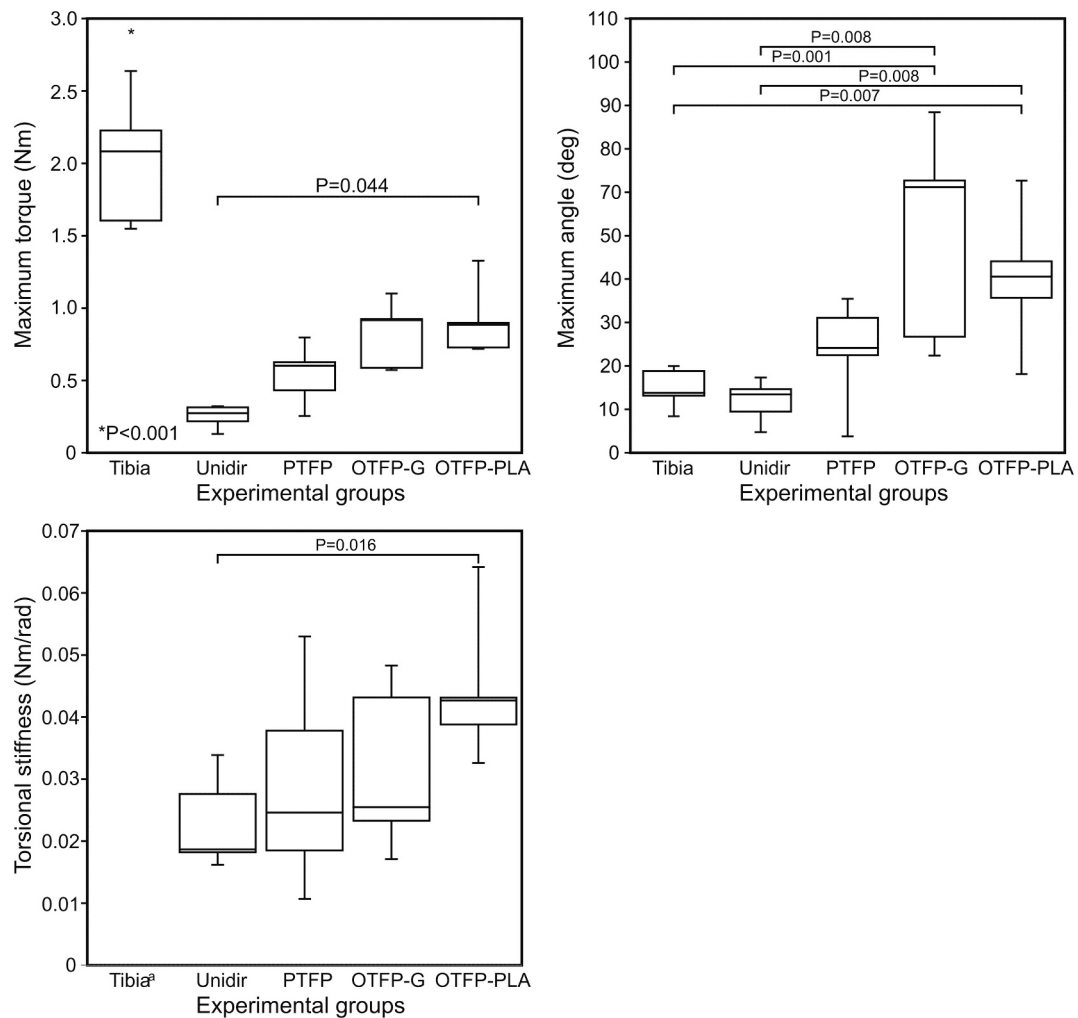 Maximum torque (Nm)
3.0
2.5
2.0
1.5
1.0
0.5
0
*
P=0.044
*P<0.001
Tibia Unidir PTFP OTFP-G OTFP-PLA
Experimental groups
Maximum angle (deg)
110
100
90
80
70
50
40
30
20
10
0
P=0.008
P=0.001
P=0.008
P=0.007
Tibia Unidir PTFP OTFP-G OTFP-PLA
Experimental groups
Torsional stiffness (Nm/rad)
0.07
0.06
0.05
0.04
0.03
0.02
0.01
0
P=0.016
Tibiaª Unidir PTFP OTFP-G OTFP-PLA
Experimental groups